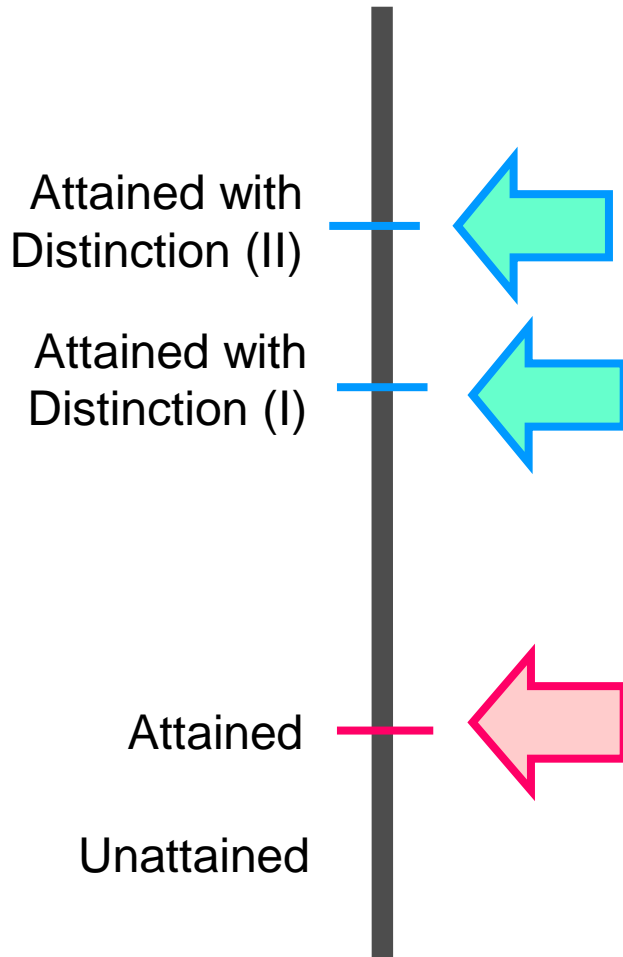 Attained with
Distinction (II)
Attained with
Distinction (I)
Attained
Unattained